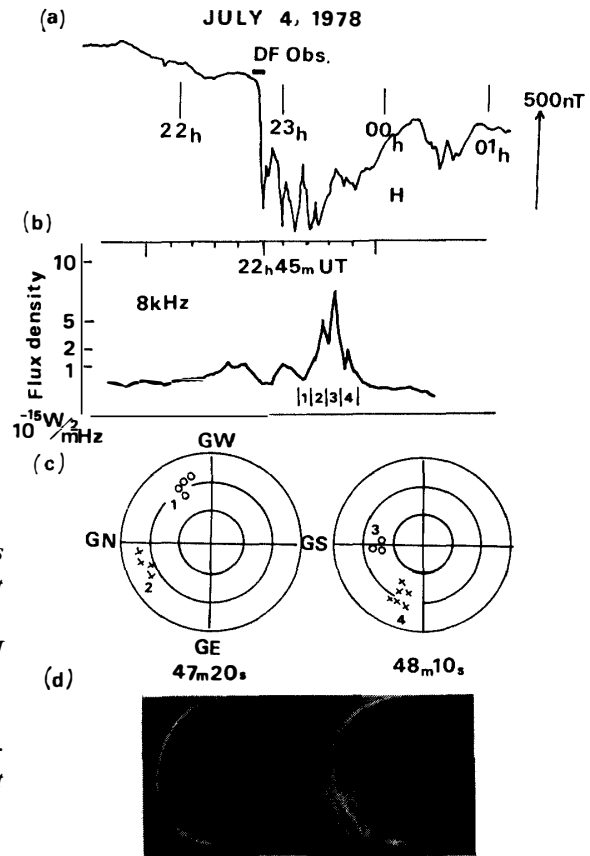 (a) JULY 4, 1978
DF Obs.
500nT
22h 23h 00h 01h
H
(b)
10
22h45m UT
8kHz
5
2
1
Flux density
1 2 3 4
10⁻¹⁵W/m²Hz
(c) GW
1 3
GN GS
2 4
GE
47m20s 48m10s
(d)